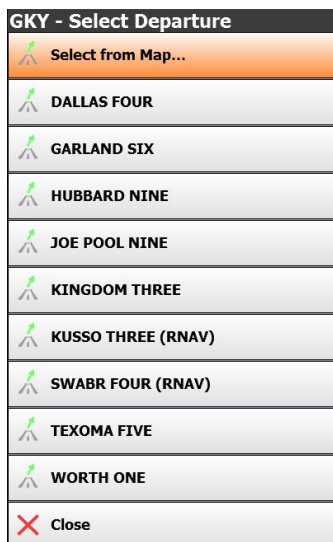 GKY - Select Departure
Select from Map...
DALLAS FOUR
GARLAND SIX
HUBBARD NINE
JOE POOL NINE
KINGDOM THREE
KUSSO THREE (RNAV)
SWABR FOUR (RNAV)
TEXOMA FIVE
WORTH ONE
Close